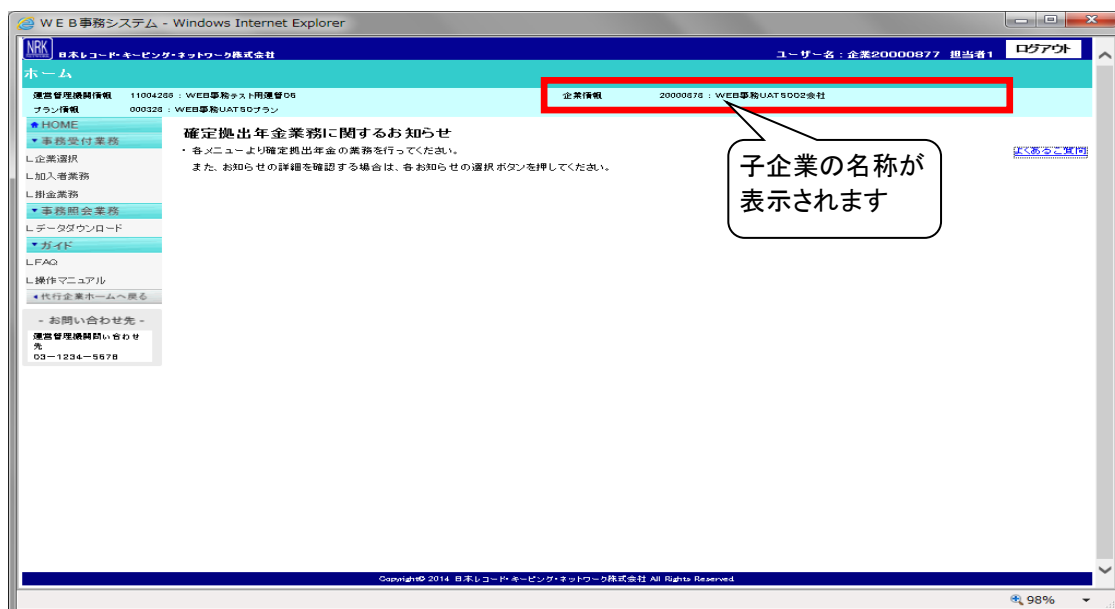 WEB事務システム - Windows Internet Explorer
NRK 日本レコード・キーピング・ネットワーク株式会社
ユーザー名:企業20000877 担当者1
ログアウト
ホーム
運営管理機関情報 11004286 : WEB事務テスト用運管06
企業情報 20000878 : WEB事務UAT5002会社
プラン情報 000326 : WEB事務UAT50プラン
HOME
事務受付業務
企業選択
加入者業務
掛金業務
事務照会業務
データダウンロード
ガイド
FAQ
操作マニュアル
代行企業ホームへ戻る
- お問い合わせ先 -
運営管理機関問い合わせ
先
03-1234-5678
確定拠出年金業務に関するお知らせ
・各メニューより確定拠出年金の業務を行ってください。
また、お知らせの詳細を確認する場合は、各お知らせの選択ボタンを押してください。
よくあるご質問
子企業の名称が
表示されます
Copyright© 2014 日本レコード・キーピング・ネットワーク株式会社 All Rights Reserved
98%